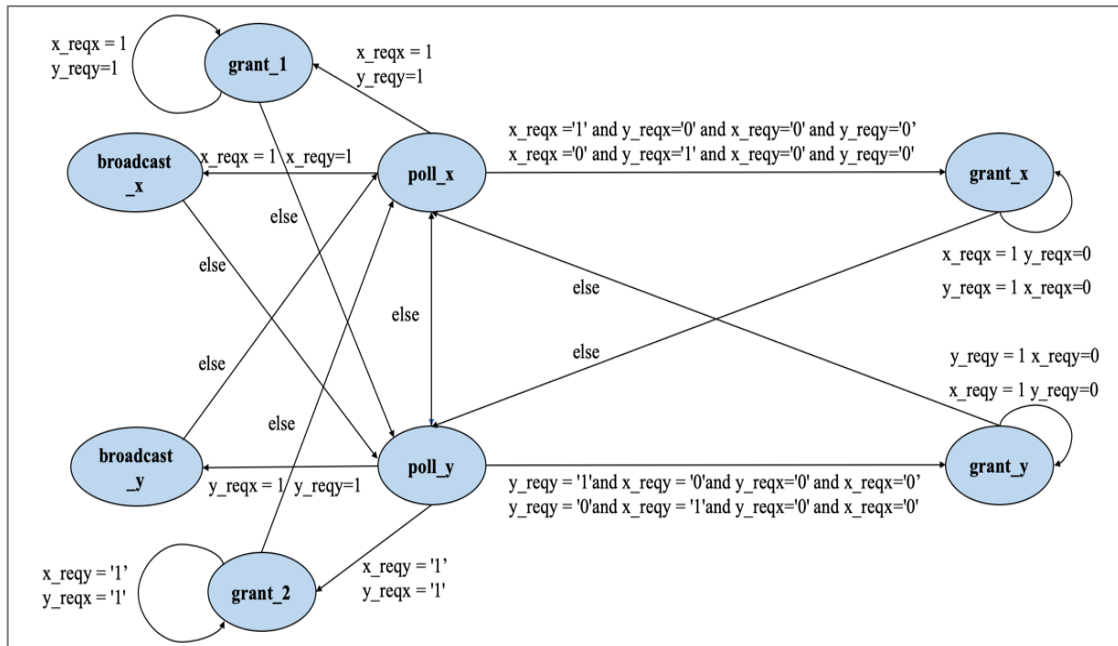 x_reqx = 1
y_reqy=1
grant_1
x_reqx = 1
y_reqy=1
broadcast
_x
x_reqx = 1 x_reqy=1
poll_x
x_reqx ='1' and y_reqx='0' and x_reqy='0' and y_reqy='0’
x_reqx ='0' and y_reqx='1' and x_reqy='0' and y_reqy='0'
grant_x
else
else
x_reqx = 1 y_reqx=0
y_reqx = 1 x_reqx=0
else
else
else
else
y_reqy = 1 x_reqy=0
x_reqy = 1 y_reqy=0
else
broadcast
_y
y_reqx = 1 y_reqy=1
poll_y
y_reqy = '1'and x_reqy = '0'and y_reqx='0' and x_reqx='0’
y_reqy = '0'and x_reqy = '1'and y_reqx='0' and x_reqx='0'
grant_y
x_reqy = '1’
y_reqx = '1'
grant_2
x_reqy = '1’
y_reqx = '1'